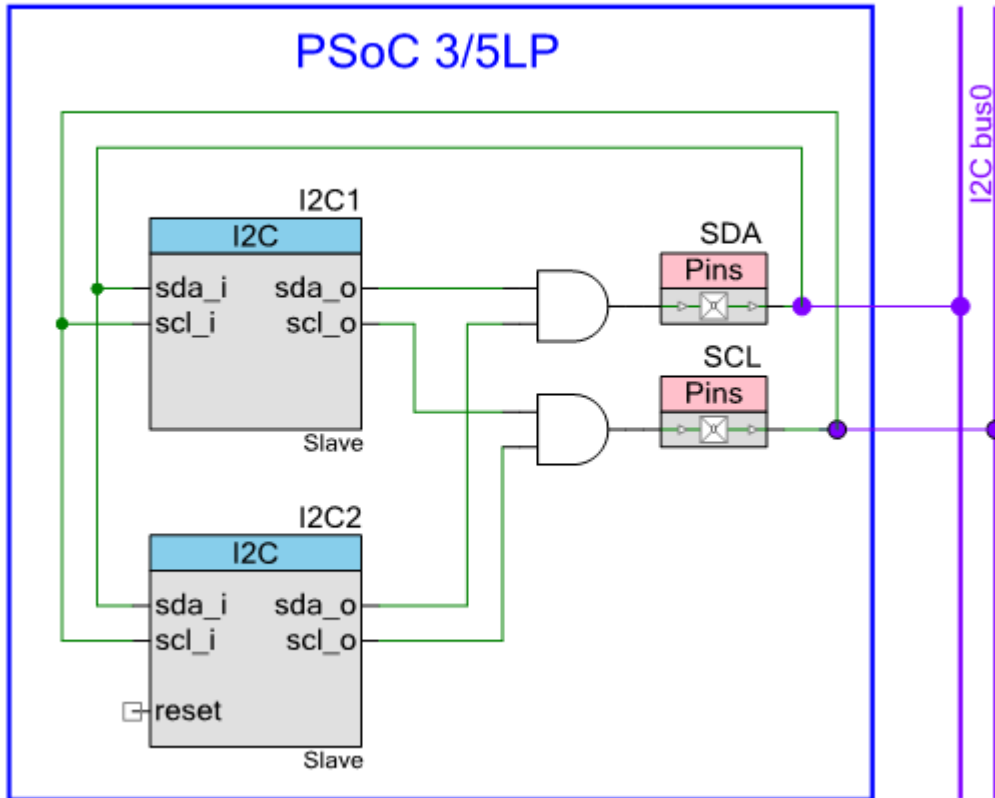 PSoC 3/5LP
I2C bus0
I2C1
I2C
sda_i
sda_o
scl_i
scl_o
Slave
SDA
Pins
SCL
Pins
I2C2
I2C
sda_i
sda_o
scl_i
scl_o
reset
Slave